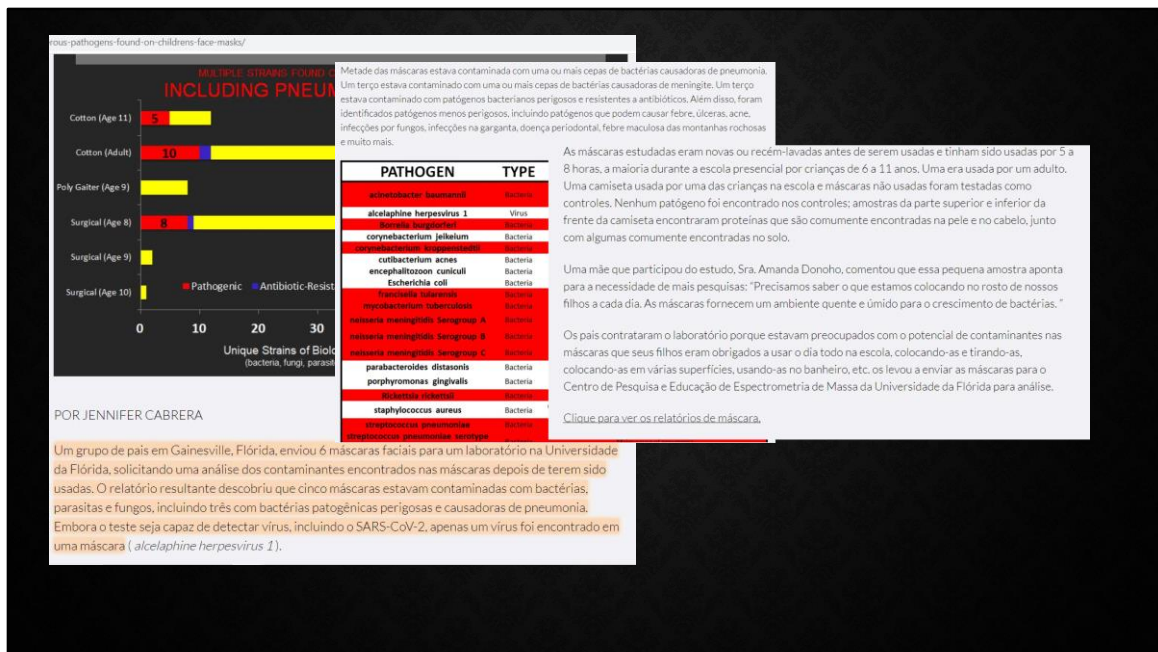 rous-pathogens-found-on-childrens-face-masks/
MULTIPLE STRAINS FOUND
INCLUDING
Cotton (Age 11)
5
Cotton (Adult)
10
Poly Gaiter (Age 9)
Surgical (Age 8)
8
Surgical (Age 9)
Surgical (Age 10)
Pathogenic
0 10 20 30
Unique Strains of
(bacteria, fungi,
POR JENNIFER CABRERA
Um grupo de pais em Gainesville, Flórida, enviou 6 máscaras faciais para um laboratório na Universidade
da Flórida, solicitando uma análise dos contaminantes encontrados nas máscaras depois de terem sido
usadas. O relatório resultante descobriu que cinco máscaras estavam contaminadas com bactérias,
parasitas e fungos, incluindo três com bactérias patogênicas perigosas e causadoras de pneumonia.
Embora o teste seja capaz de detectar vírus, incluindo o SARS-CoV-2, apenas um vírus foi encontrado em
uma máscara ( alcelaphine herpesvirus 1 ).
Metade das máscaras estava contaminada com uma ou mais cepas de bactérias causadoras de pneumonia.
Um terço estava contaminado com uma ou mais cepas de bactérias causadoras de meningite. Um terço
estava contaminado com patógenos bacterianos perigosos e resistentes a antibióticos. Além disso, foram
identificados patógenos menos perigosos, incluindo patógenos que podem causar febre, úlceras, acne,
infecções por fungos, infecções na garganta, doença periodontal, febre maculosa das montanhas rochosas
e muito mais.
PATHOGEN TYPE
acinetobacter baumannii Bacteria
alcelaphine herpesvirus 1 Virus
Borrelia burgdorferi Bacteria
corynebacterium jeikeium Bacteria
corynebacterium kroppenstedtii Bacteria
cutibacterium acnes Bacteria
encephalitozoon cuniculi Bacteria
Escherichia coli Bacteria
franchella tularensis Bacteria
mycobacterium tuberculosis Bacteria
neisseria meningitidis Serogroup A Bacteria
neisseria meningitidis Serogroup B Bacteria
neisseria meningitidis Serogroup C Bacteria
parabacteroides distasonis Bacteria
porphyromonas gingivalis Bacteria
Rickettsia rickettsii Bacteria
staphylococcus aureus Bacteria
streptococcus pneumoniae Bacteria
streptococcus pneumoniae serotype
As máscaras estudadas eram novas ou recém-lavadas antes de serem usadas e tinham sido usadas por 5 a
8 horas, a maioria durante a escola presencial por crianças de 6 a 11 anos. Uma era usada por um adulto.
Uma camiseta usada por uma das crianças na escola e máscaras não usadas foram testadas como
controles. Nenhum patógeno foi encontrado nos controles; amostras da parte superior e inferior da
frente da camiseta encontraram proteínas que são comumente encontradas na pele e no cabelo, junto
com algumas comumente encontradas no solo.
Uma mãe que participou do estudo, Sra. Amanda Donoho, comentou que essa pequena amostra aponta
para a necessidade de mais pesquisas: “Precisamos saber o que estamos colocando no rosto de nossos
filhos a cada dia. As máscaras fornecem um ambiente quente e úmido para o crescimento de bactérias. ”
Os pais contrataram o laboratório porque estavam preocupados com o potencial de contaminantes nas
máscaras que seus filhos eram obrigados a usar o dia todo na escola, colocando-as e tirando-as,
colocando-as em várias superfícies, usando-as no banheiro, etc. os levou a enviar as máscaras para o
Centro de Pesquisa e Educação de Espectrometria de Massa da Universidade da Flórida para análise.
Clique para ver os relatórios de máscara.